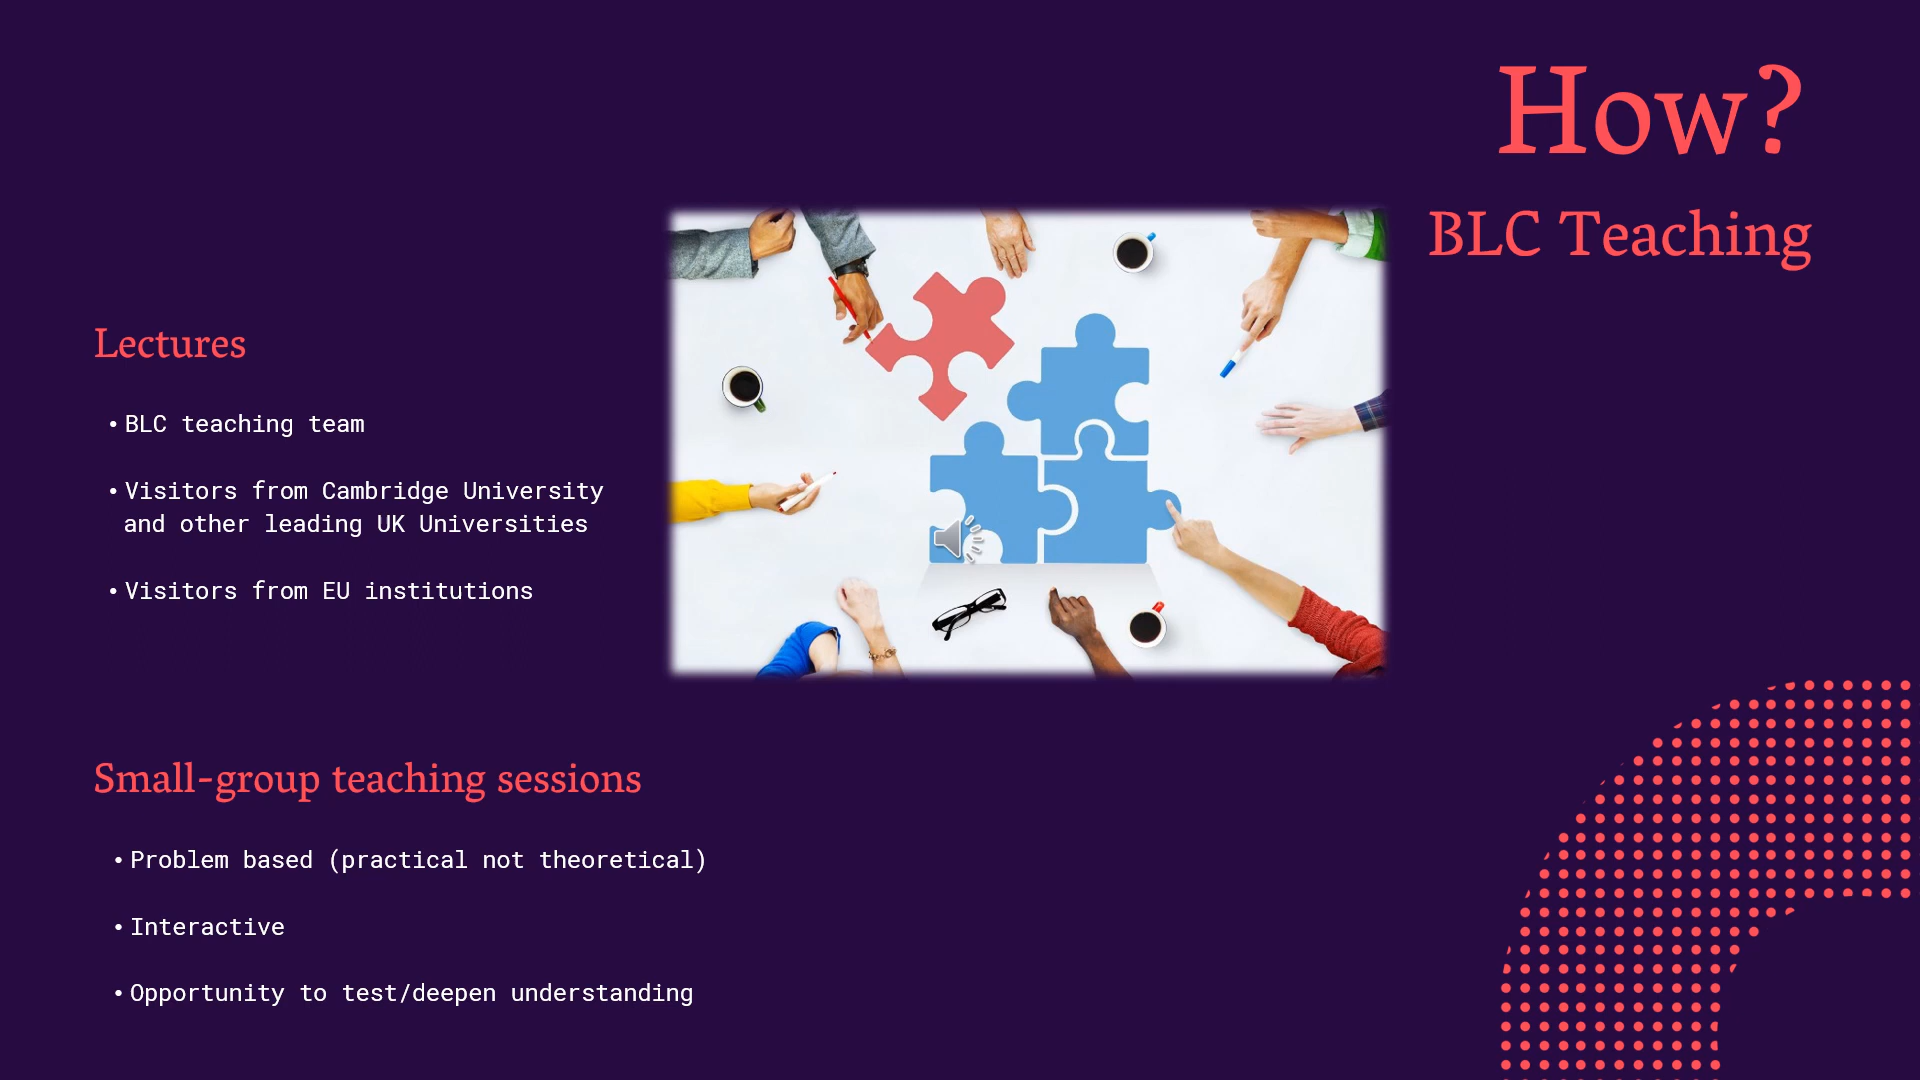 How?
BLC Teaching
Lectures
• BLC teaching team
• Visitors from Cambridge University
and other leading UK Universities
• Visitors from EU institutions
Small-group teaching sessions
• Problem based (practical not theoretical)
• Interactive
• Opportunity to test/deepen understanding